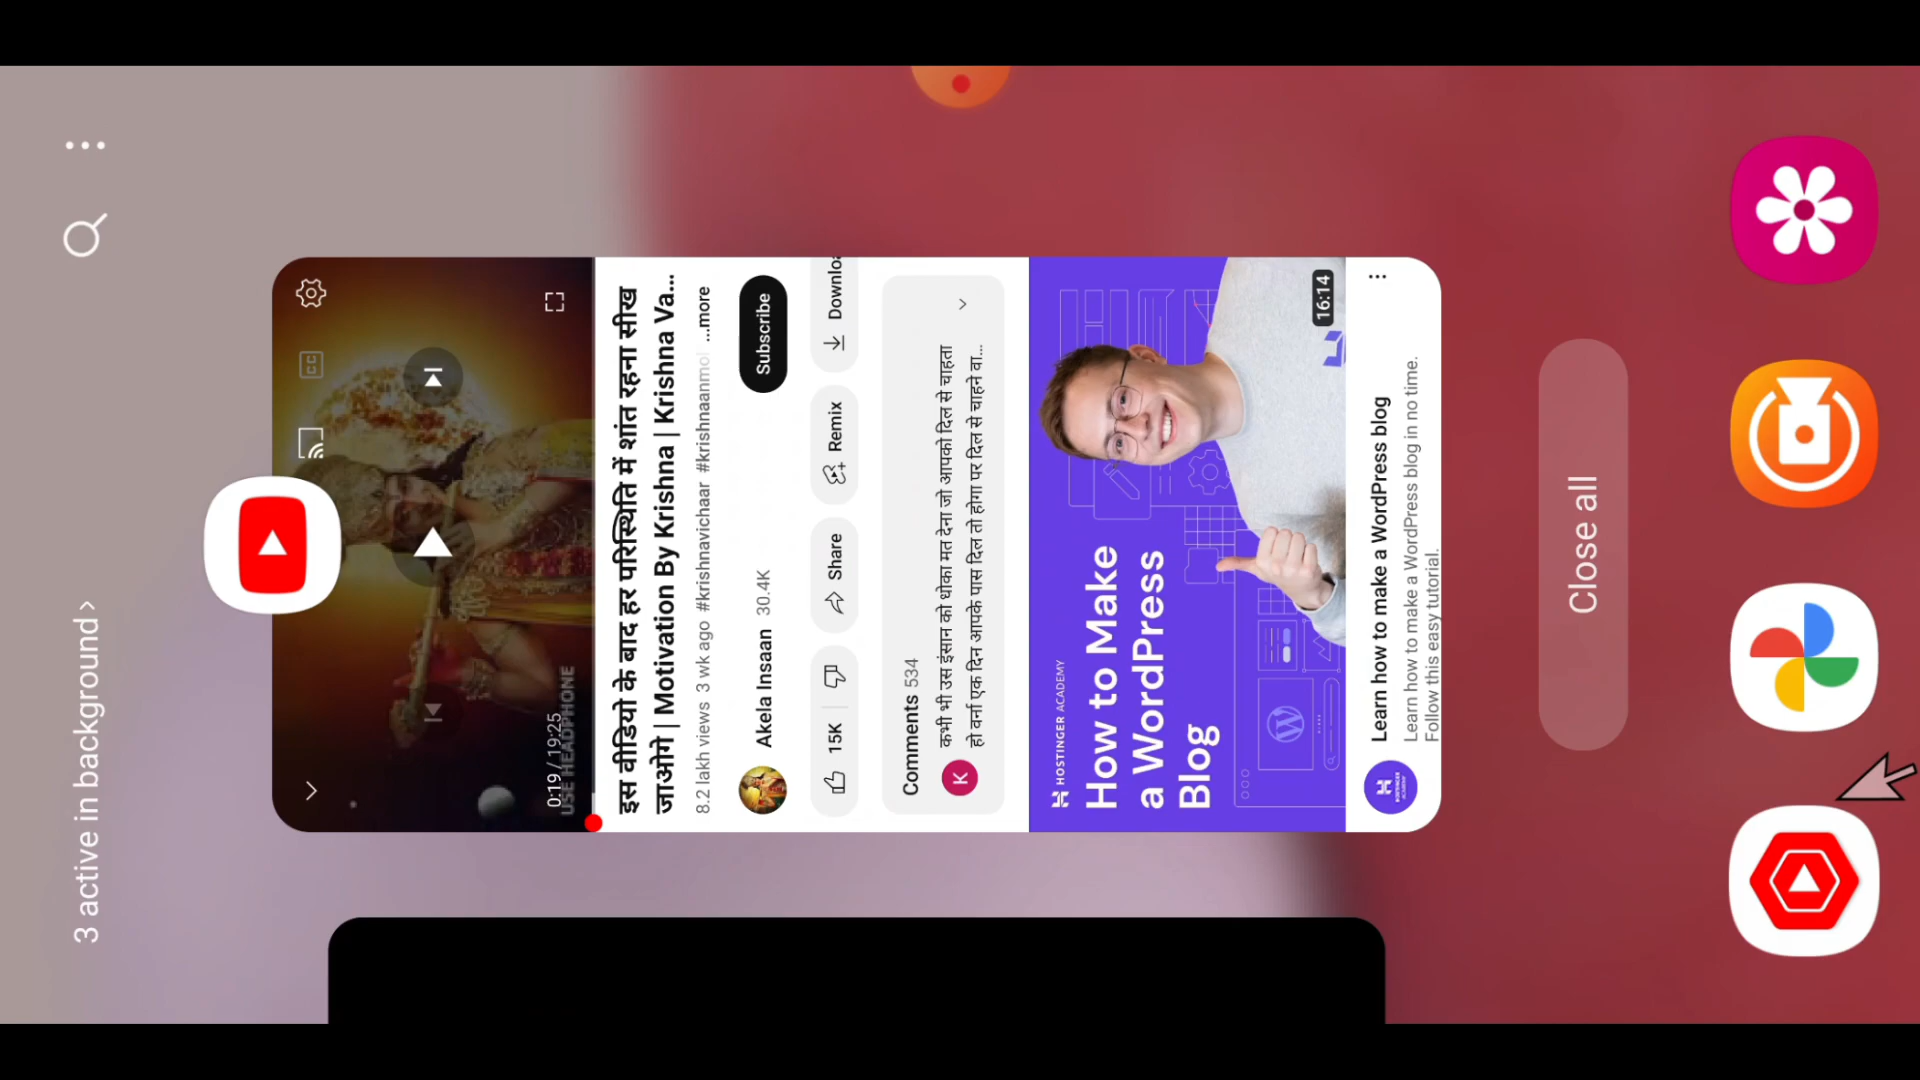 3 active in background >
0:19 / 19:25
USE HEADPHONE
इस वीडियो के बाद हर परिस्थिति में शांत रहना सीख
जाओगे | Motivation By Krishna | Krishna Va...
8.2 lakh views 3 wk ago #krishnavichaar #krishnaanmo ...more
Akela Insaan 30.4K
Subscribe
15K
Share
Remix
Downloa
Comments 534
K
कभी भी उस इंसान को धोका मत देना जो आपको दिल से चाहता
हो वर्ना एक दिन आपके पास दिल तो होगा पर दिल से चाहने वा...
HOSTINGER ACADEMY
How to Make
a WordPress
Blog
16:14
Learn how to make a WordPress blog
Learn how to make a WordPress blog in no time.
Follow this easy tutorial.
Close all